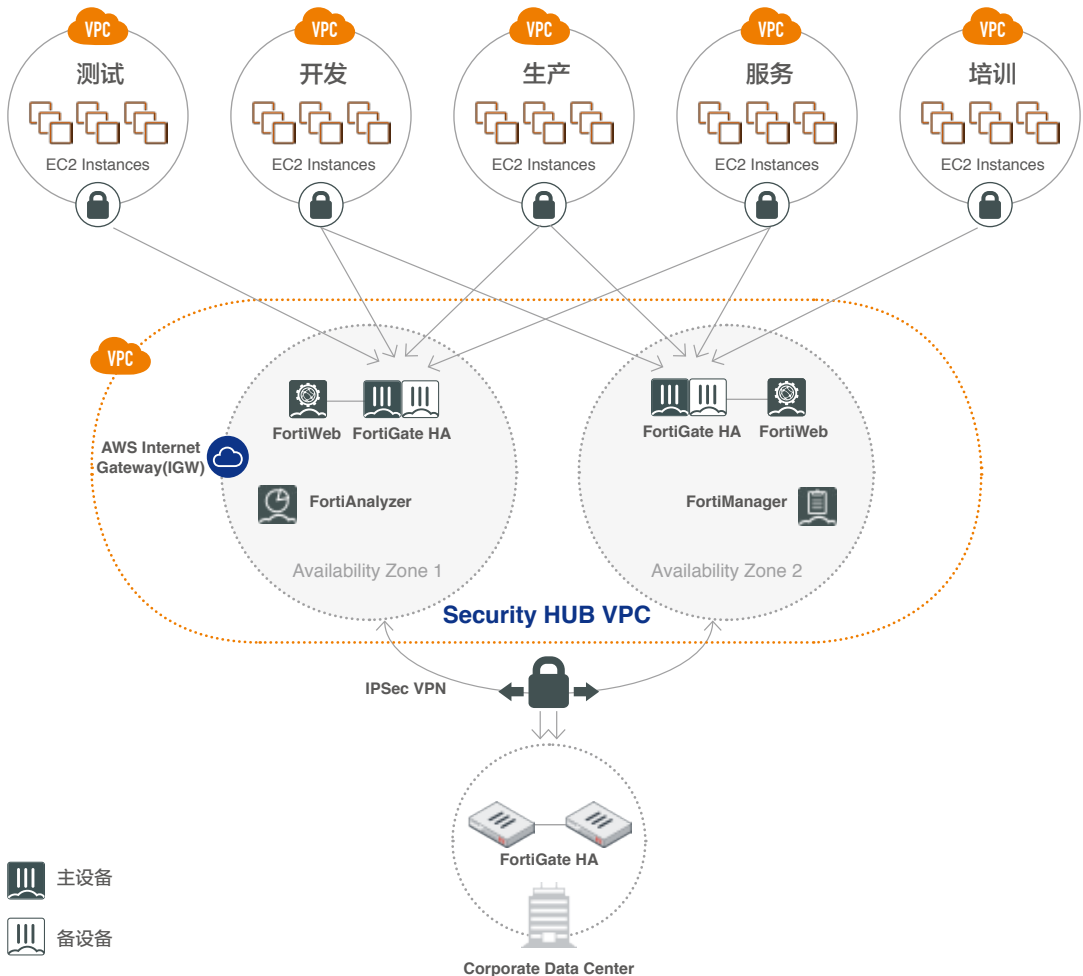 VPC
VPC
VPC
VPC
VPC
测试
开发
生产
服务
培训
EC2 Instances
EC2 Instances
EC2 Instances
EC2 Instances
EC2 Instances
VPC
FortiWeb
FortiGate HA
FortiGate HA
FortiWeb
AWS Internet
Gateway(IGW)
FortiAnalyzer
FortiManager
Availability Zone 1
Availability Zone 2
Security HUB VPC
IPSec VPN
FortiGate HA
主设备
备设备
Corporate Data Center